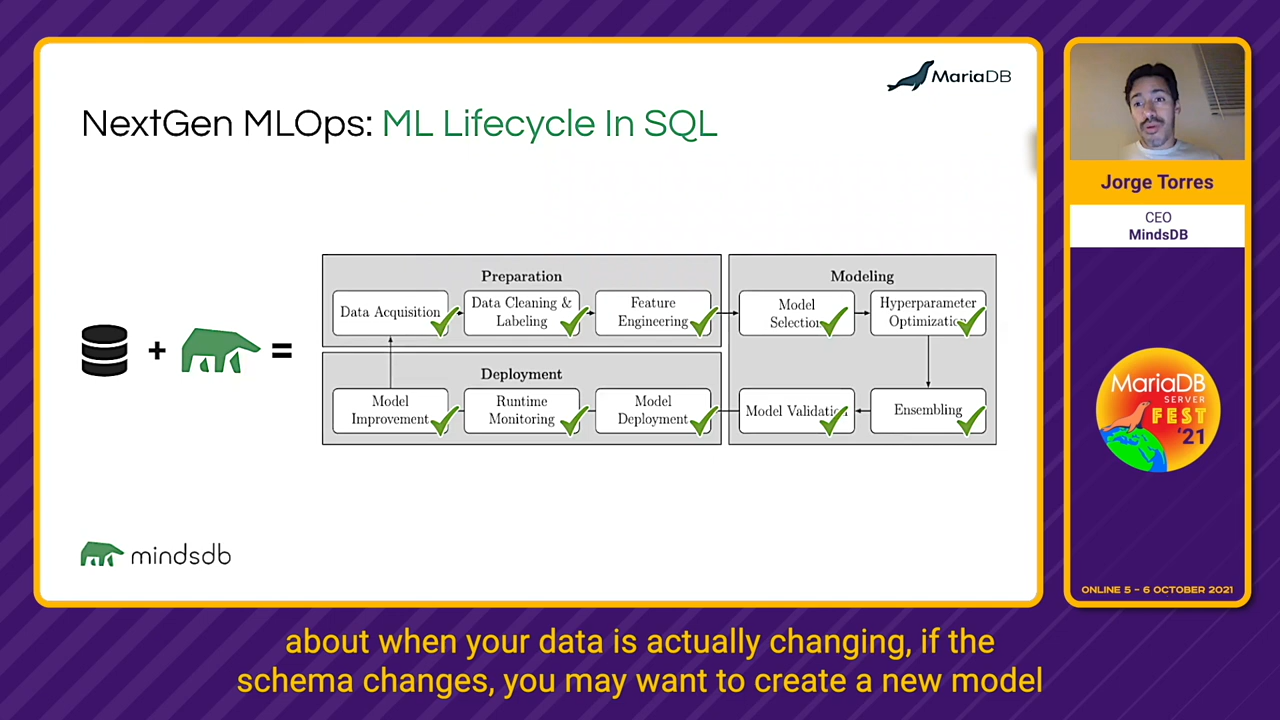 MariaDB
NextGen MLOps: ML Lifecycle In SQL
Preparation
Data Acquisition
Data Cleaning &
Labeling
Feature
Engineering
Modeling
Model
Selection
Hyperparameter
Optimization
+
=
Deployment
Model
Improvement
Runtime
Monitoring
Model
Deployment
Model Validation
Ensembling
mindsdb
Jorge Torres
CEO
MindsDB
MariaDB
SERVER
FEST
'21
ONLINE 5 – 6 OCTOBER 2021
about when your data is actually changing, if the
schema changes, you may want to create a new model